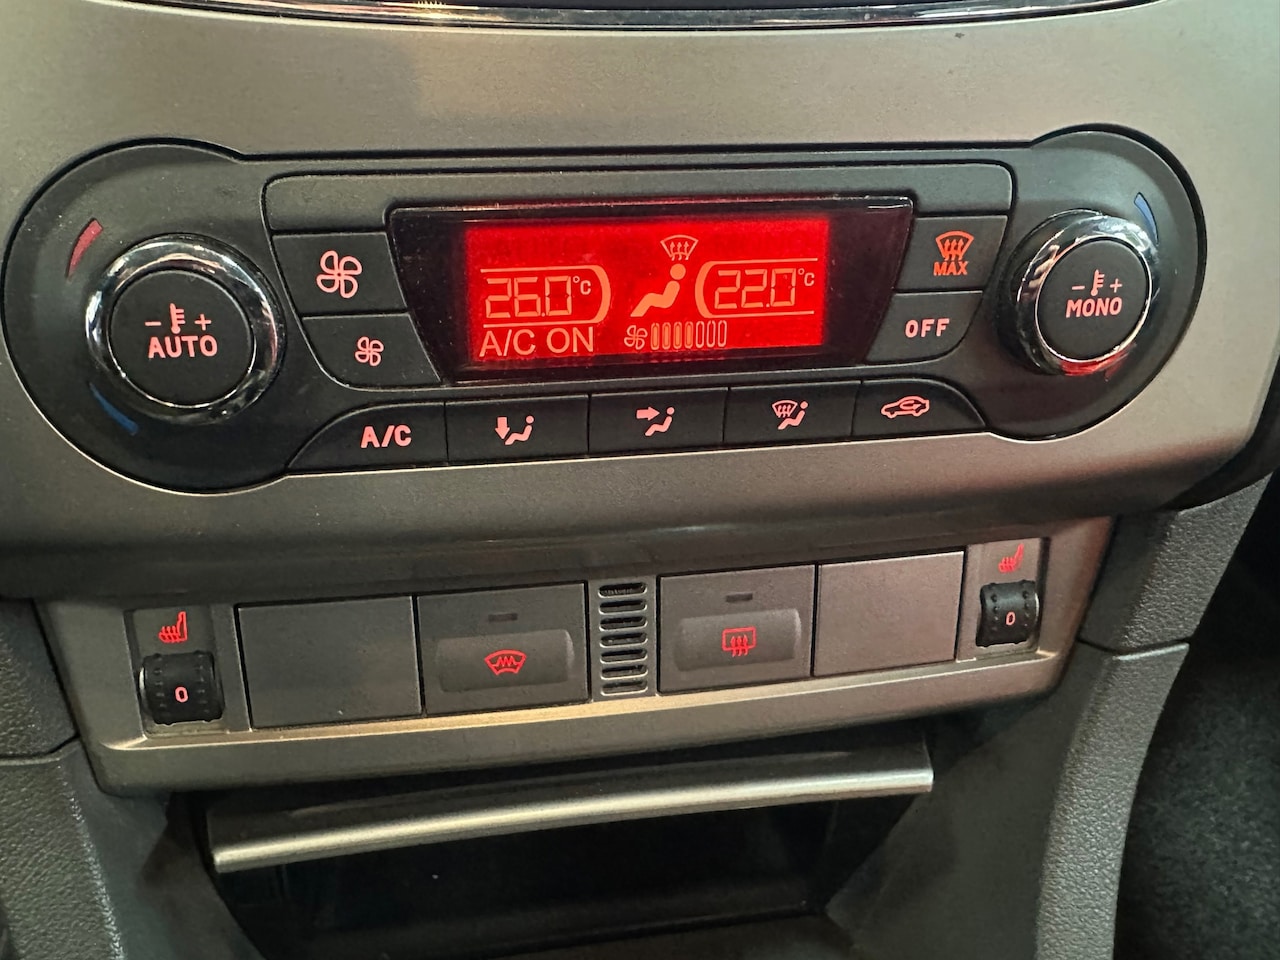 26.0°C
22.0°C
A/C ON
- +
AUTO
MAX
OFF
- +
MONO
A/C
0
0